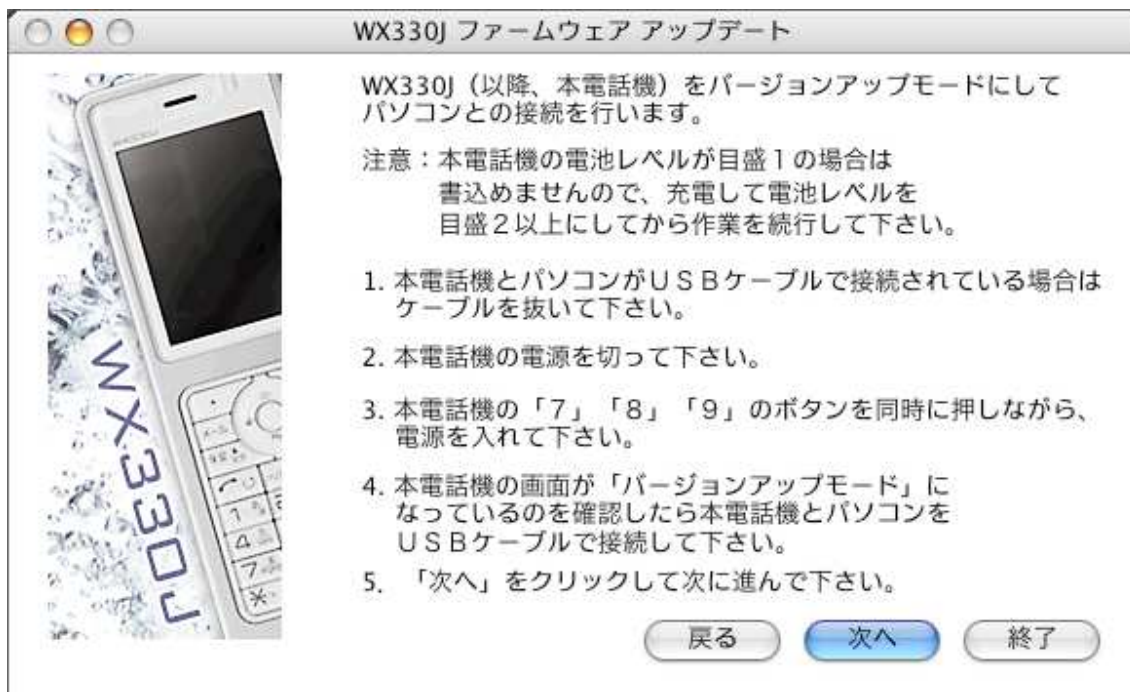 WX330J ファームウェア アップデート
WX330J（以降、本電話機）をバージョンアップモードにして
パソコンとの接続を行います。
注意：本電話機の電池レベルが目盛１の場合は
書込めませんので、充電して電池レベルを
目盛２以上にしてから作業を続行して下さい。
1. 本電話機とパソコンがＵＳＢケーブルで接続されている場合は
ケーブルを抜いて下さい。
2. 本電話機の電源を切って下さい。
3. 本電話機の「７」「８」「９」のボタンを同時に押しながら、
電源を入れて下さい。
4. 本電話機の画面が「バージョンアップモード」に
なっているのを確認したら本電話機とパソコンを
ＵＳＢケーブルで接続して下さい。
5. 「次へ」をクリックして次に進んで下さい。
戻る 次へ 終了
WX330J
1
4
7